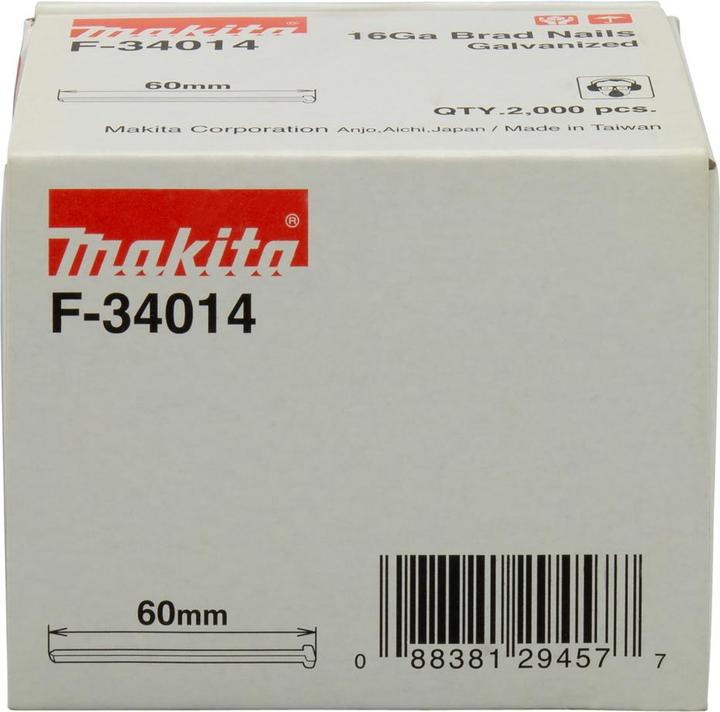 makita
F-34014
16Ga Brad Nails
Galvanized
60mm
QTY.2,000 pcs.
Makita Corporation Anjo,Aichi,Japan / Made in Taiwan
makita®
F-34014
60mm
0 88381 29457 7